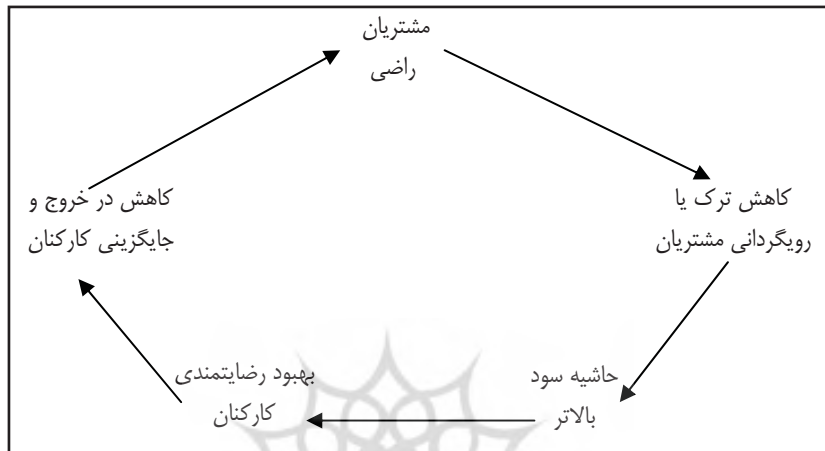 مشتریان
راضی
کاهش ترک یا
رویگردانی مشتریان
کاهش در خروج و
جایگزینی کارکنان
حاشیه سود
بالاتر
بهبود رضایتمندی
کارکنان